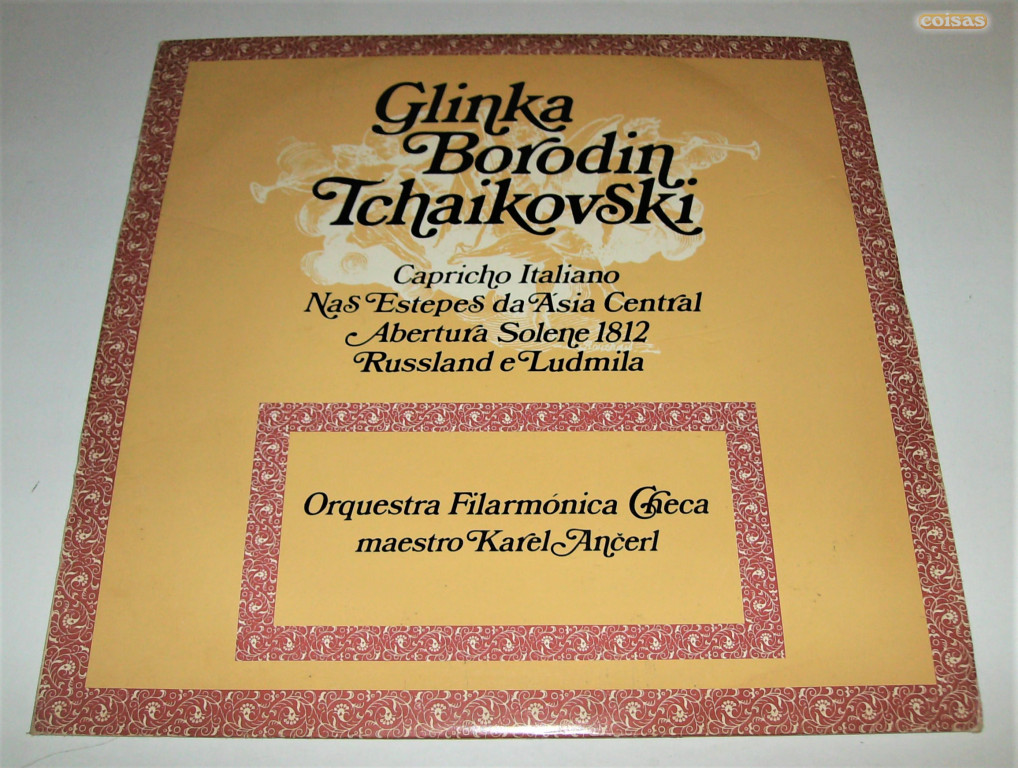 coisas
Glinka
Borodin
Tchaikovski
Capricho Italiano
Nas Estepes da Ásia Central
Abertura Solene 1812
Russland e Ludmila
Orquestra Filarmónica Checa
maestro Karel Ančerl